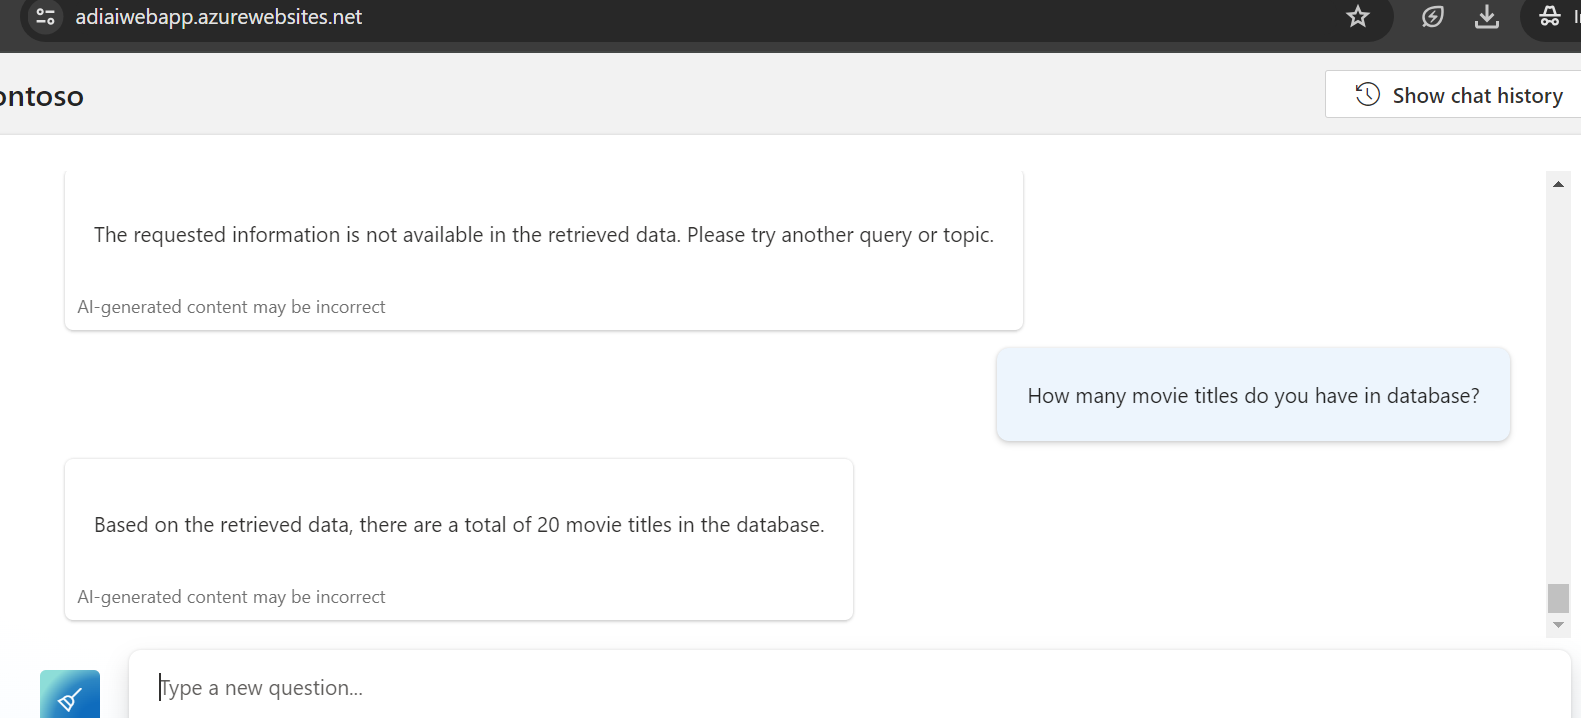 adiaiwebapp.azurewebsites.net
ontoso
Show chat history
The requested information is not available in the retrieved data. Please try another query or topic.
AI-generated content may be incorrect
How many movie titles do you have in database?
Based on the retrieved data, there are a total of 20 movie titles in the database.
AI-generated content may be incorrect
Type a new question...